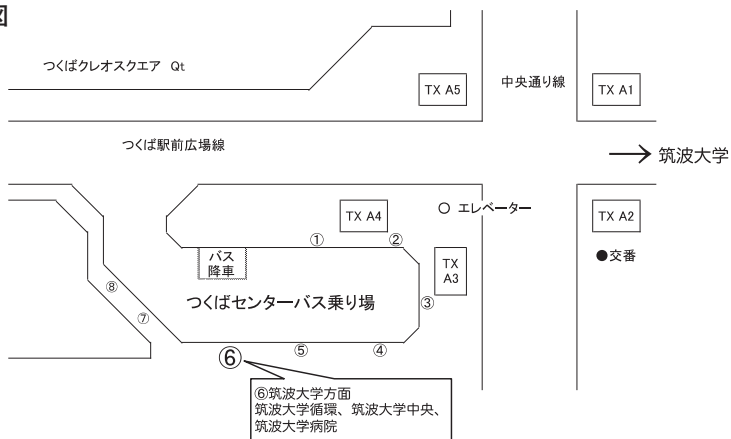 図
つくばクレオスクエア Qt
TX A5
中央通り線
TX A1
つくば駅前広場線
筑波大学
TX A4
エレベーター
TX A2
①
②
バス
降車
TX
A3
●交番
⑧
つくばセンターバス乗り場
③
⑦
⑥
⑤
④
⑥筑波大学方面
筑波大学循環、筑波大学中央、
筑波大学病院